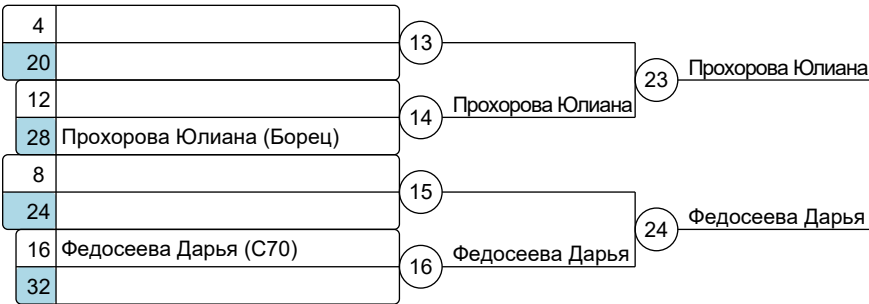 4
13
20
23 Прохорова Юлиана
12
14 Прохорова Юлиана
28 Прохорова Юлиана (Борец)
8
15
24
24 Федосеева Дарья
16 Федосеева Дарья (С70)
16 Федосеева Дарья
32